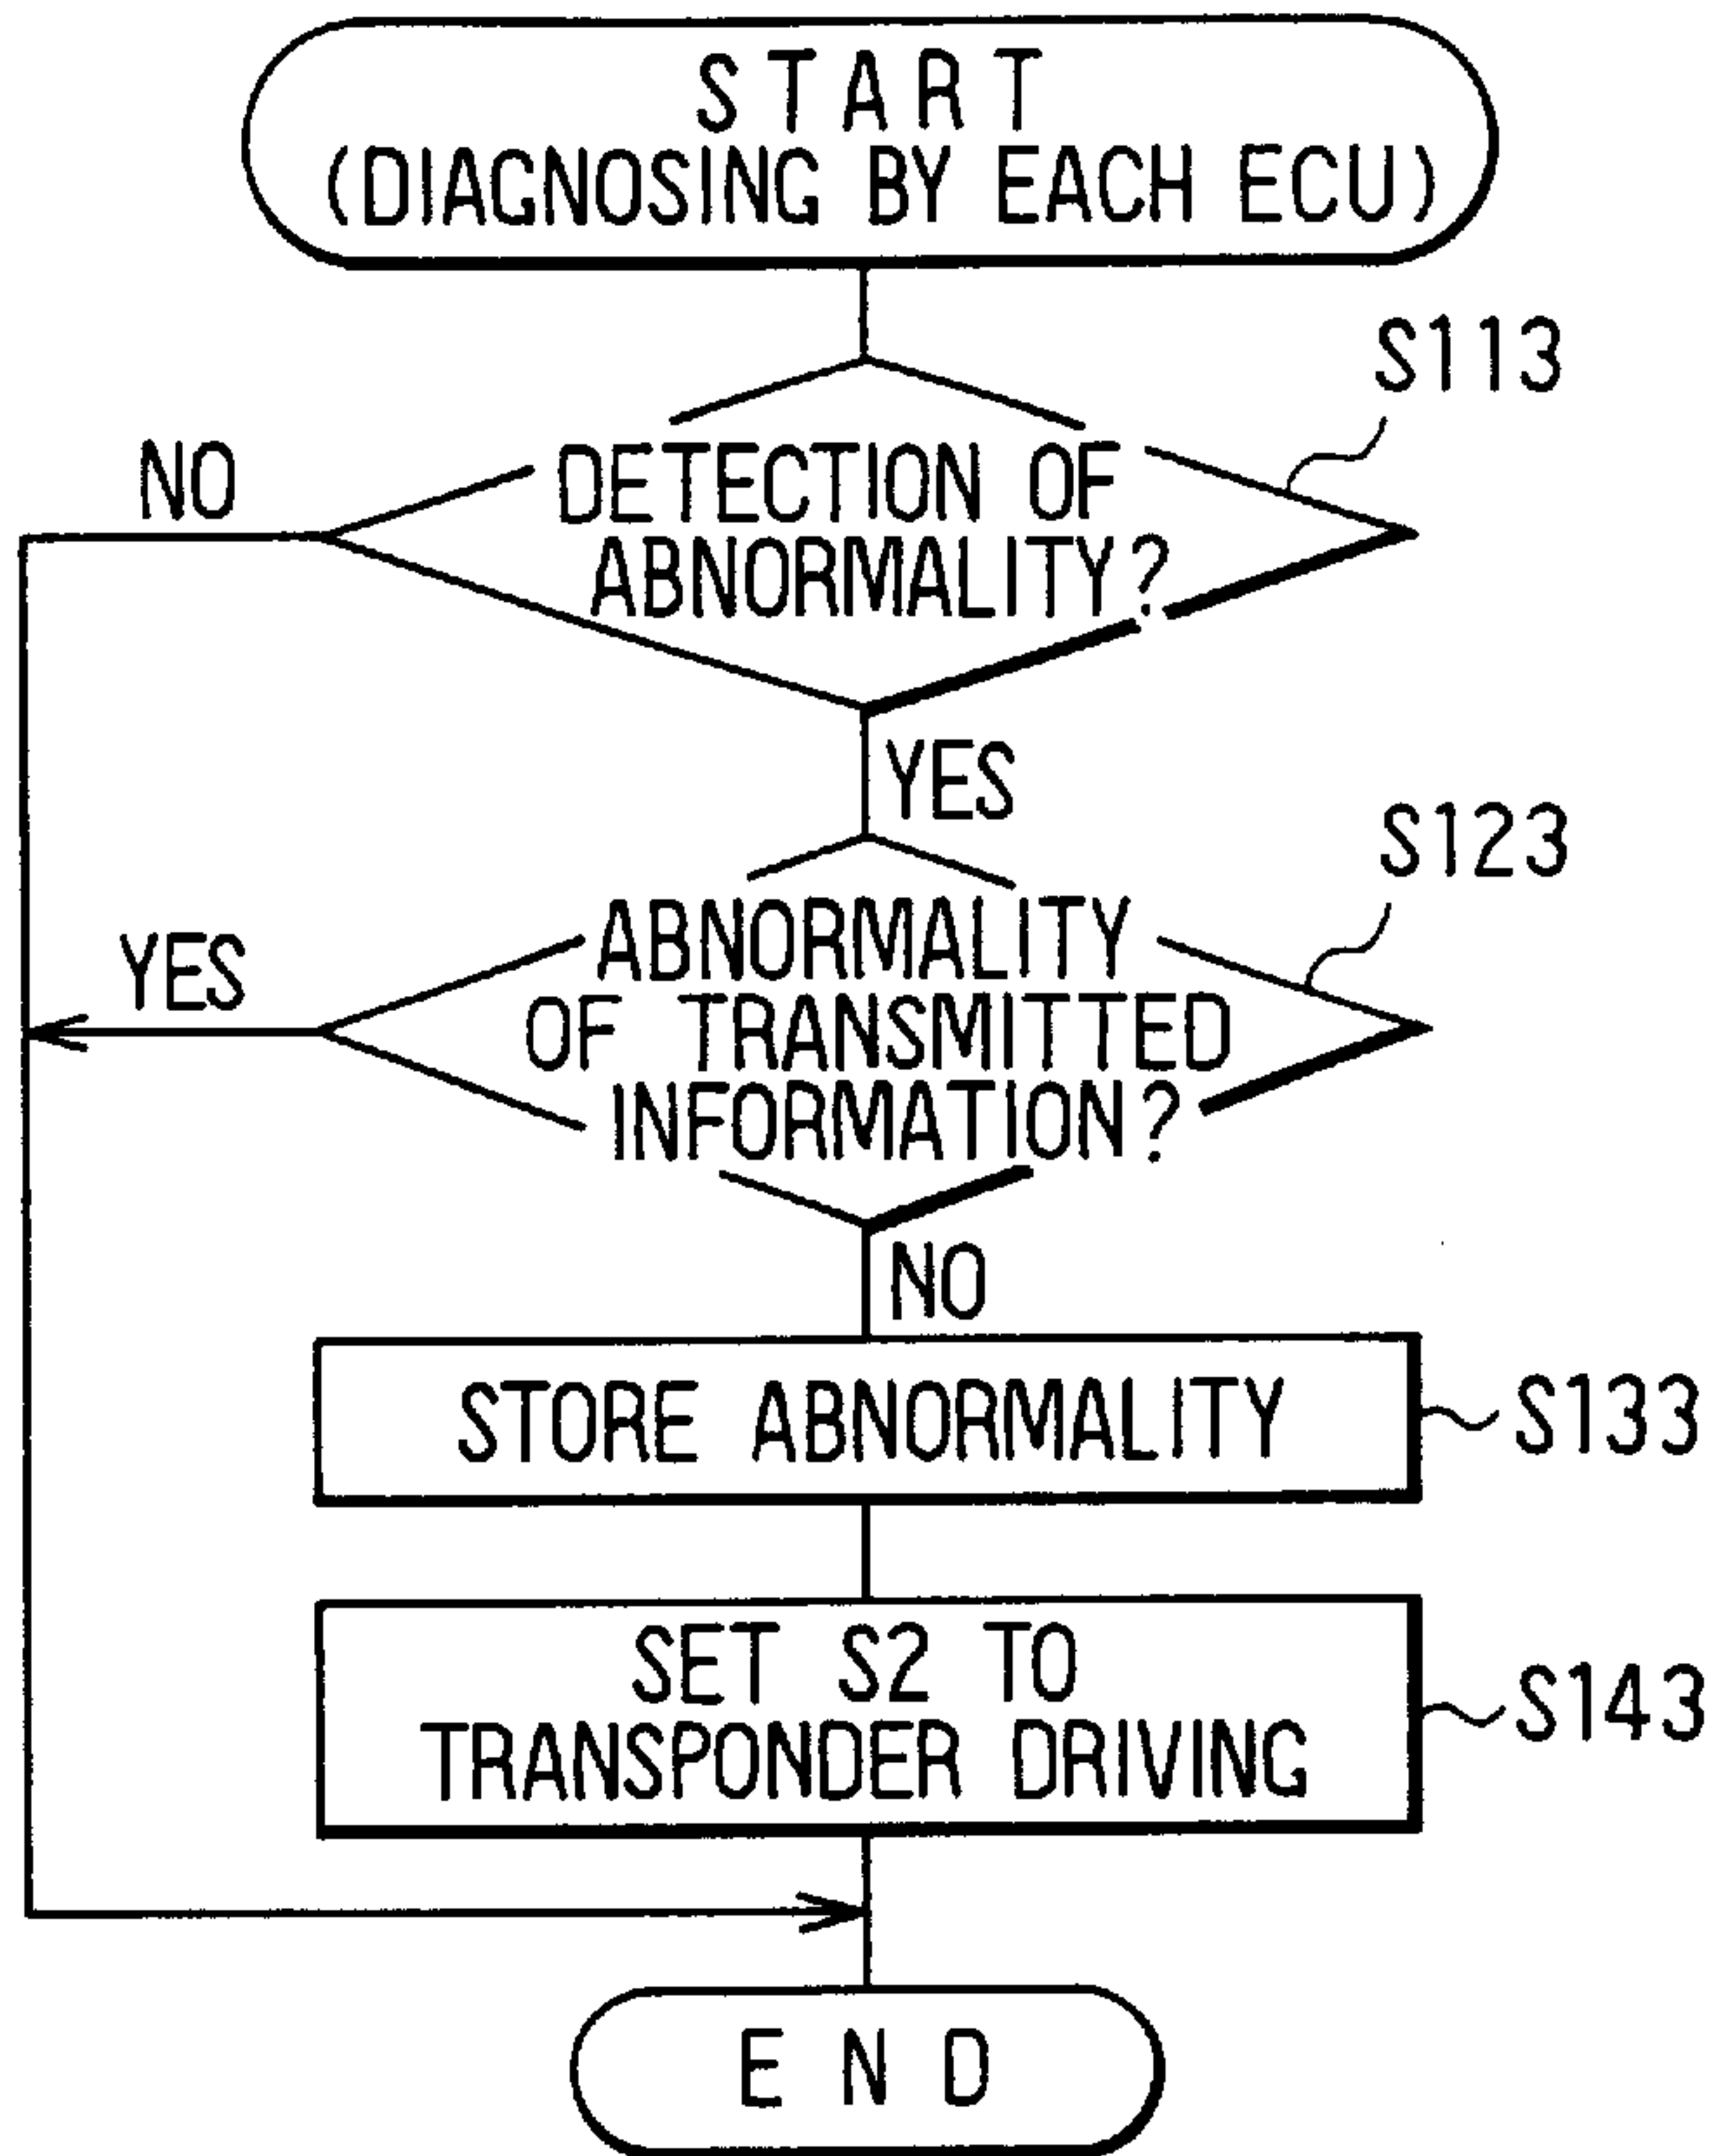 START
(DIAGNOSING BY EACH ECU)
S113
NO
DETECTION OF
ABNORMALITY?
YES
S123
YES
ABNORMALITY
OF TRANSMITTED
INFORMATION?
NO
STORE ABNORMALITY
S133
SET S2 TO
TRANSPONDER DRIVING
S143
END